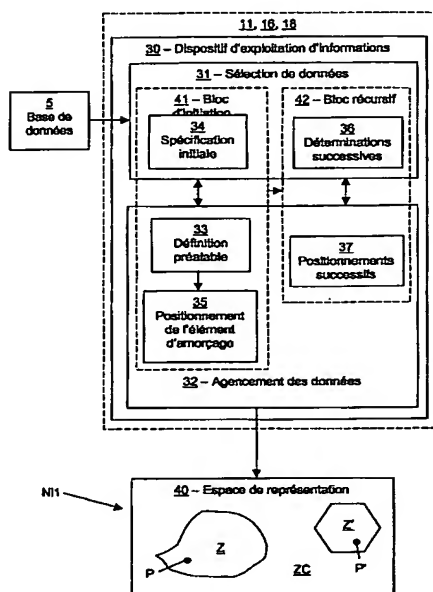 11, 16, 18
30 – Dispositif d'exploitation d'informations
31 – Sélection de données
5
Base de
données
41 – Bloc
d'initiation
34
Spécification
initiale
42 – Bloc récursif
36
Déterminations
successives
33
Définition
préalable
35
Positionnement
de l'élément
d'amorçage
37
Positionnements
successifs
32 – Agencement des données
NI1
40 – Espace de représentation
Z
P
Z'
P'
ZC